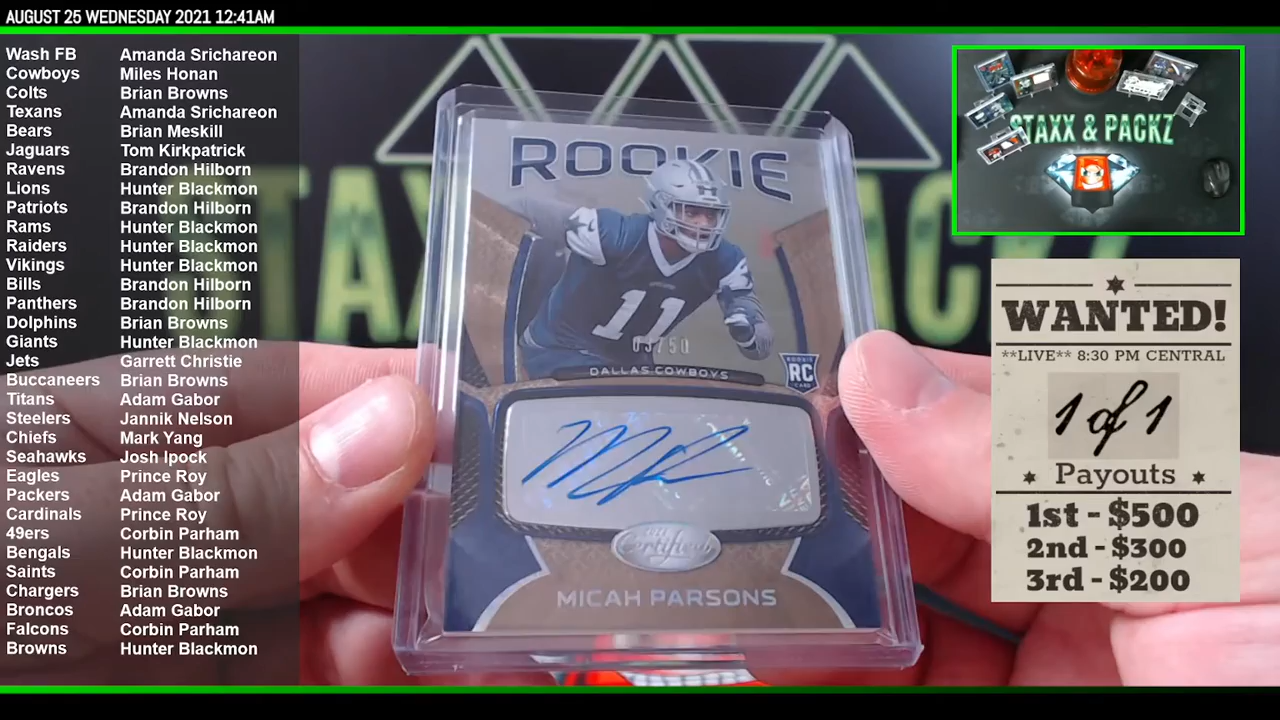 AUGUST 25 WEDNESDAY 2021 12:41AM
Wash FB Amanda Srichareon
Cowboys Miles Honan
Colts Brian Browns
Texans Amanda Srichareon
Bears Brian Meskill
Jaguars Tom Kirkpatrick
Ravens Brandon Hilborn
Lions Hunter Blackmon
Patriots Brandon Hilborn
Rams Hunter Blackmon
Raiders Hunter Blackmon
Vikings Hunter Blackmon
Bills Brandon Hilborn
Panthers Brandon Hilborn
Dolphins Brian Browns
Giants Hunter Blackmon
Jets Garrett Christie
Buccaneers Brian Browns
Titans Adam Gabor
Steelers Jannik Nelson
Chiefs Mark Yang
Seahawks Josh Ipock
Eagles Prince Roy
Packers Adam Gabor
Cardinals Prince Roy
49ers Corbin Parham
Bengals Hunter Blackmon
Saints Corbin Parham
Chargers Brian Browns
Broncos Adam Gabor
Falcons Corbin Parham
Browns Hunter Blackmon
ROOKIE
11
03/50
DALLAS COWBOYS
ROOKIE
RC
CARD
Certified
MICAH PARSONS
STAXX & PACKZ
WANTED!
**LIVE** 8:30 PM CENTRAL
1 of 1
Payouts
1st - $500
2nd - $300
3rd - $200